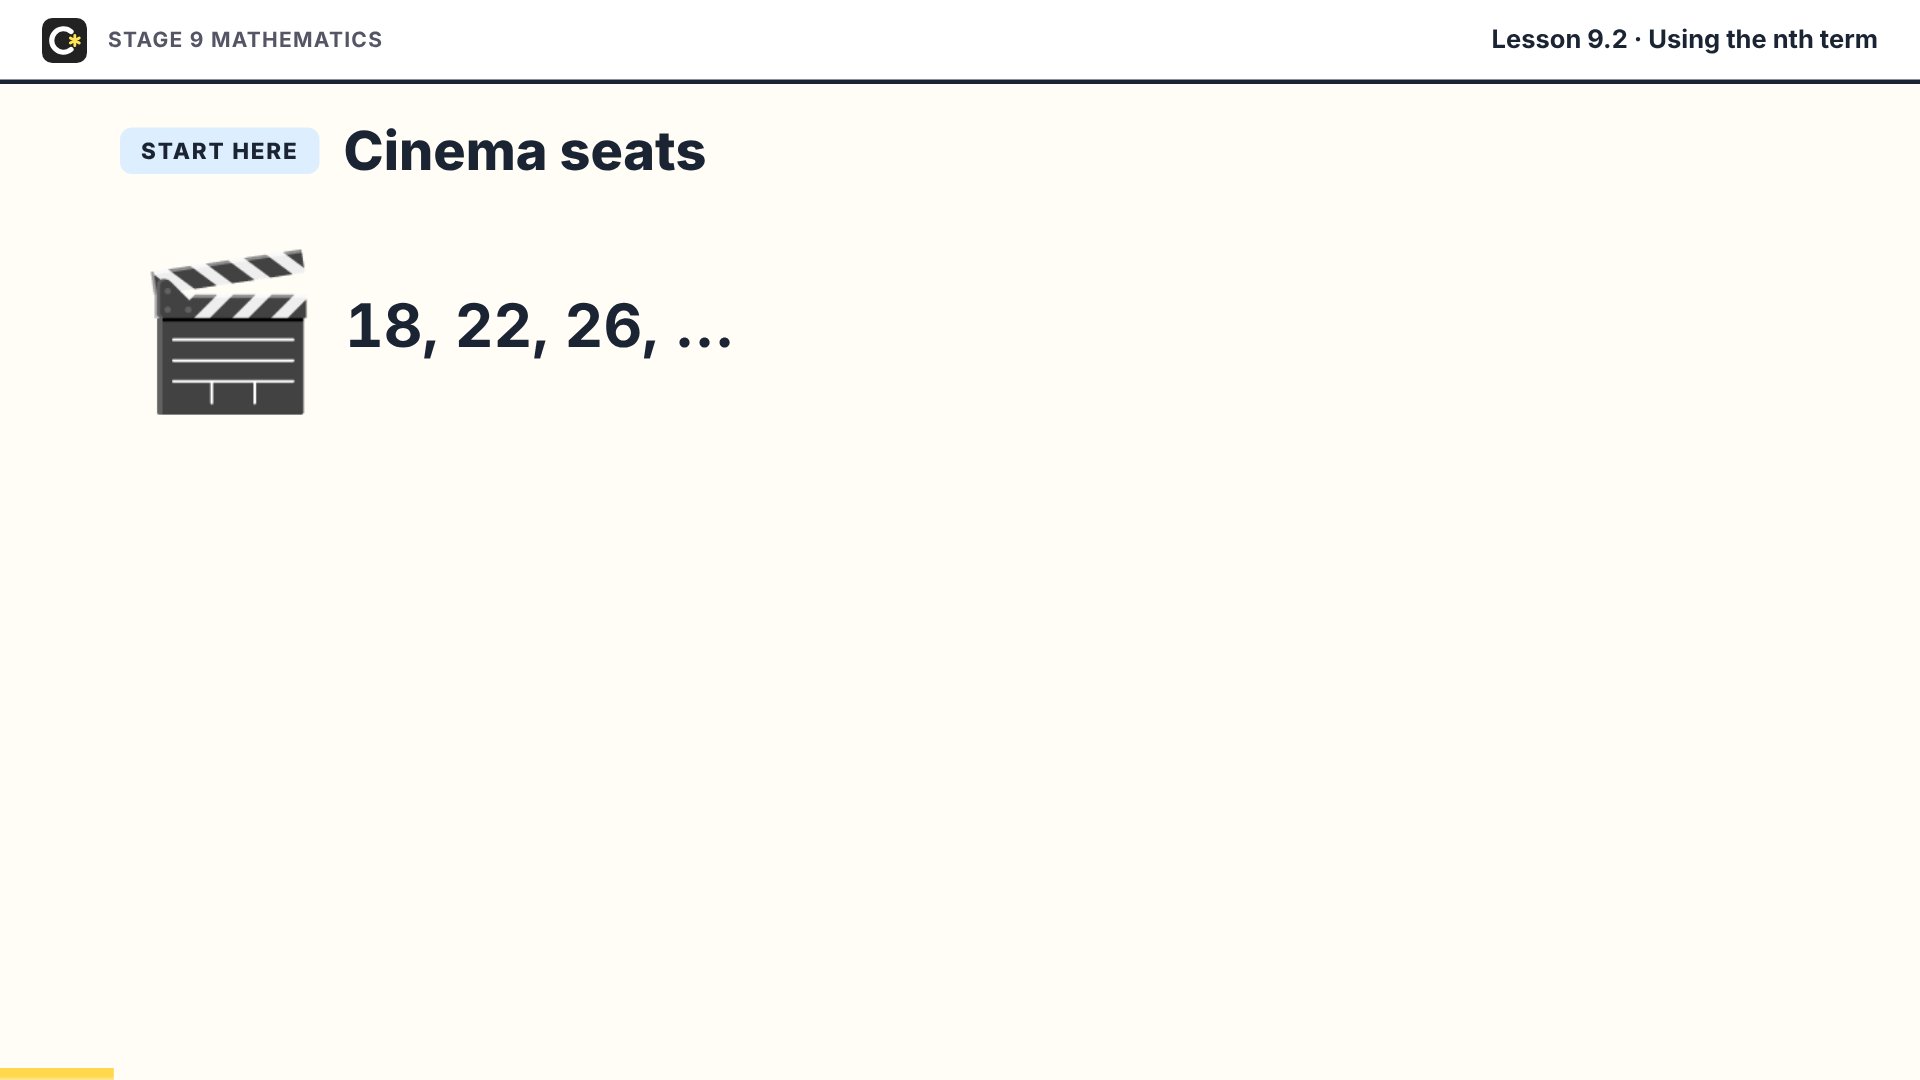 STAGE 9 MATHEMATICS
Lesson 9.2 · Using the nth term
START HERE
Cinema seats
18, 22, 26, …